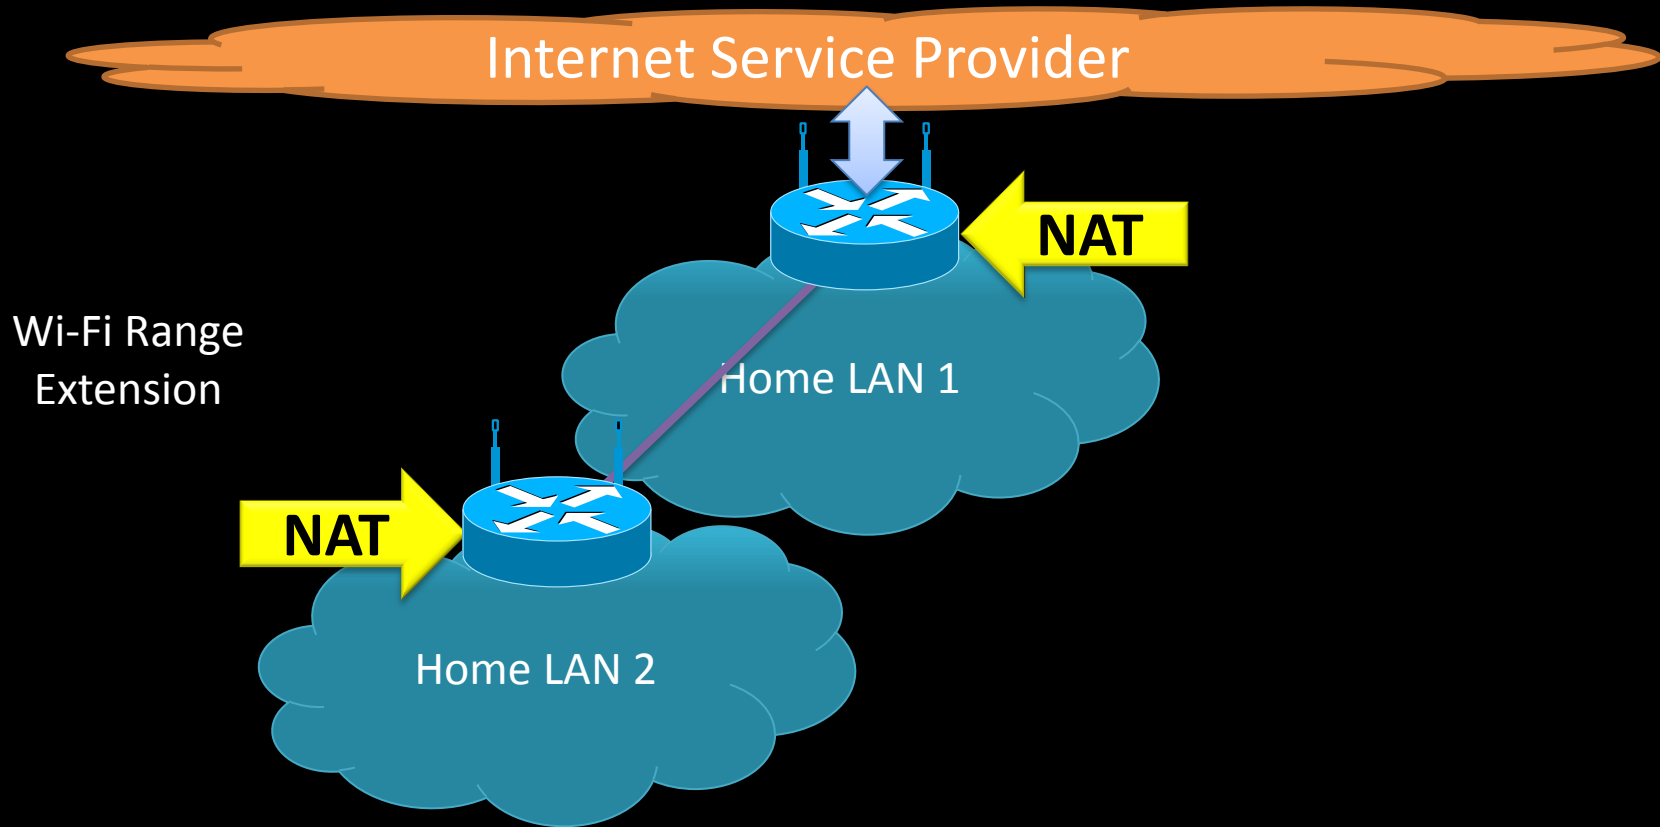 Internet Service Provider
NAT
Wi-Fi Range
Extension
Home LAN 1
NAT
Home LAN 2